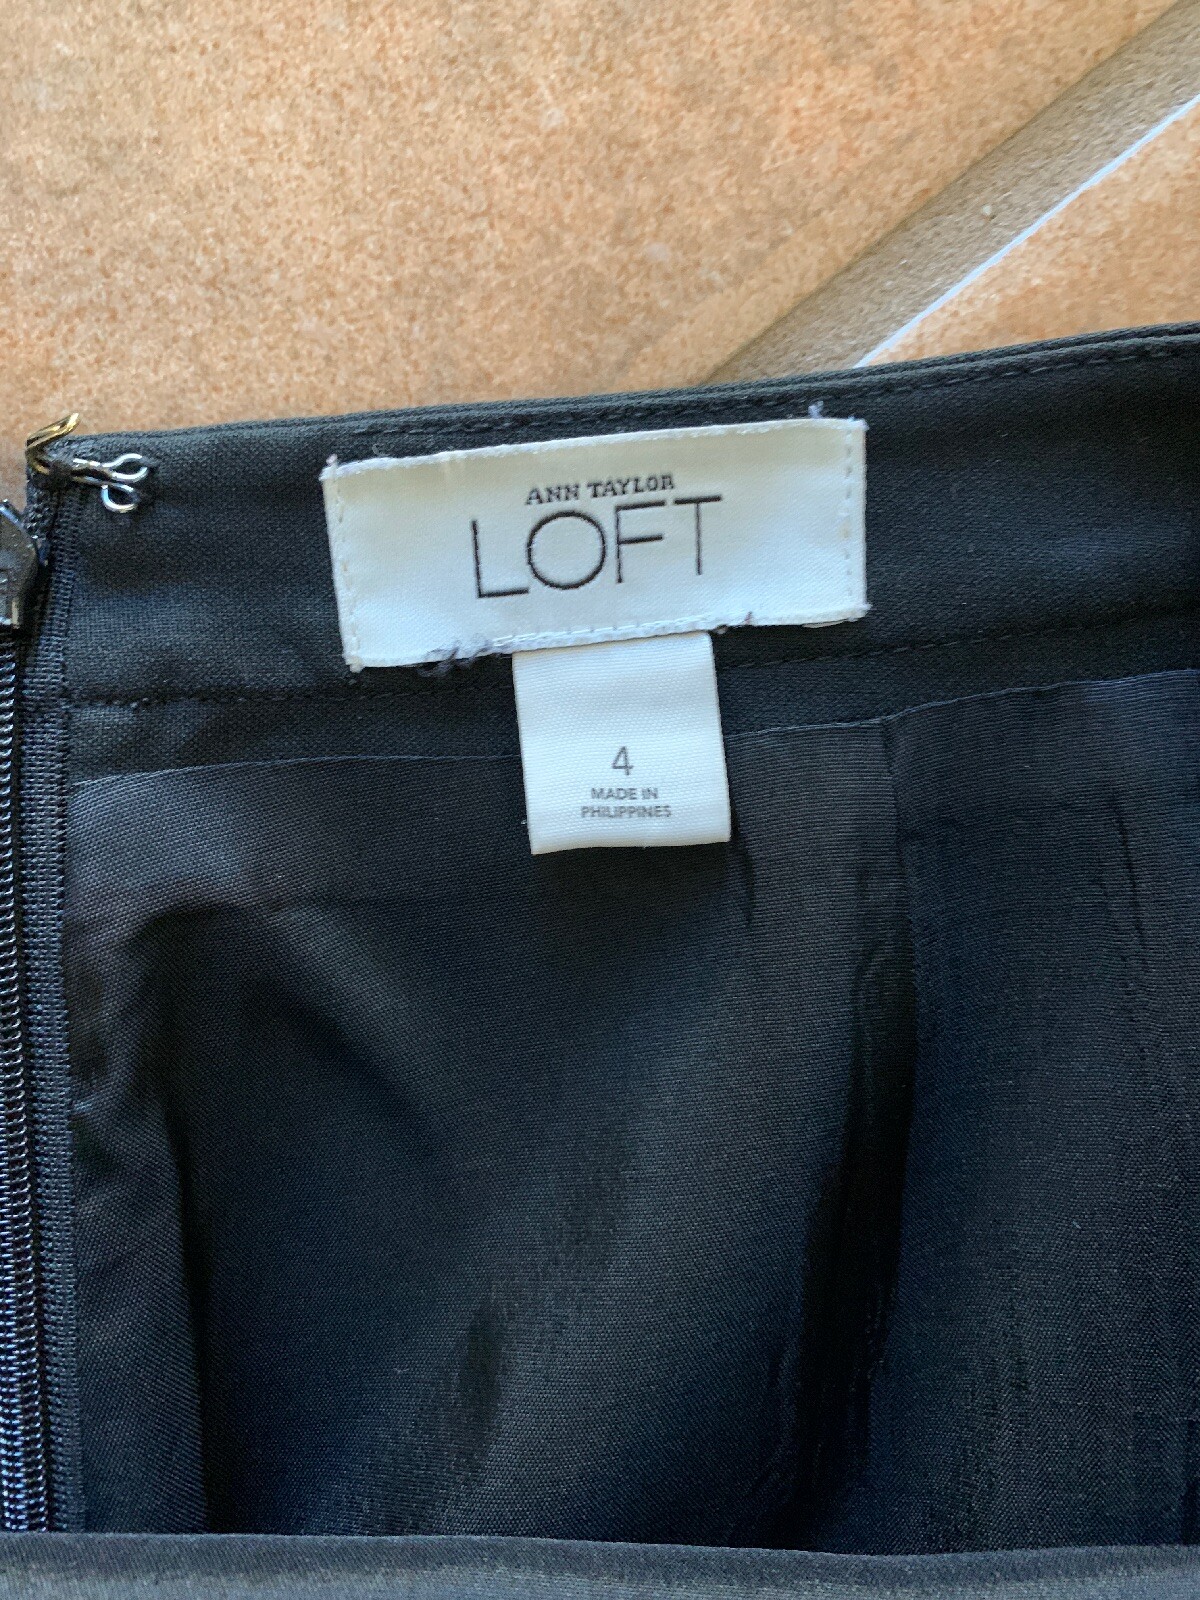 ANN TAYLOR
LOFT
4
MADE IN
PHILIPPINES